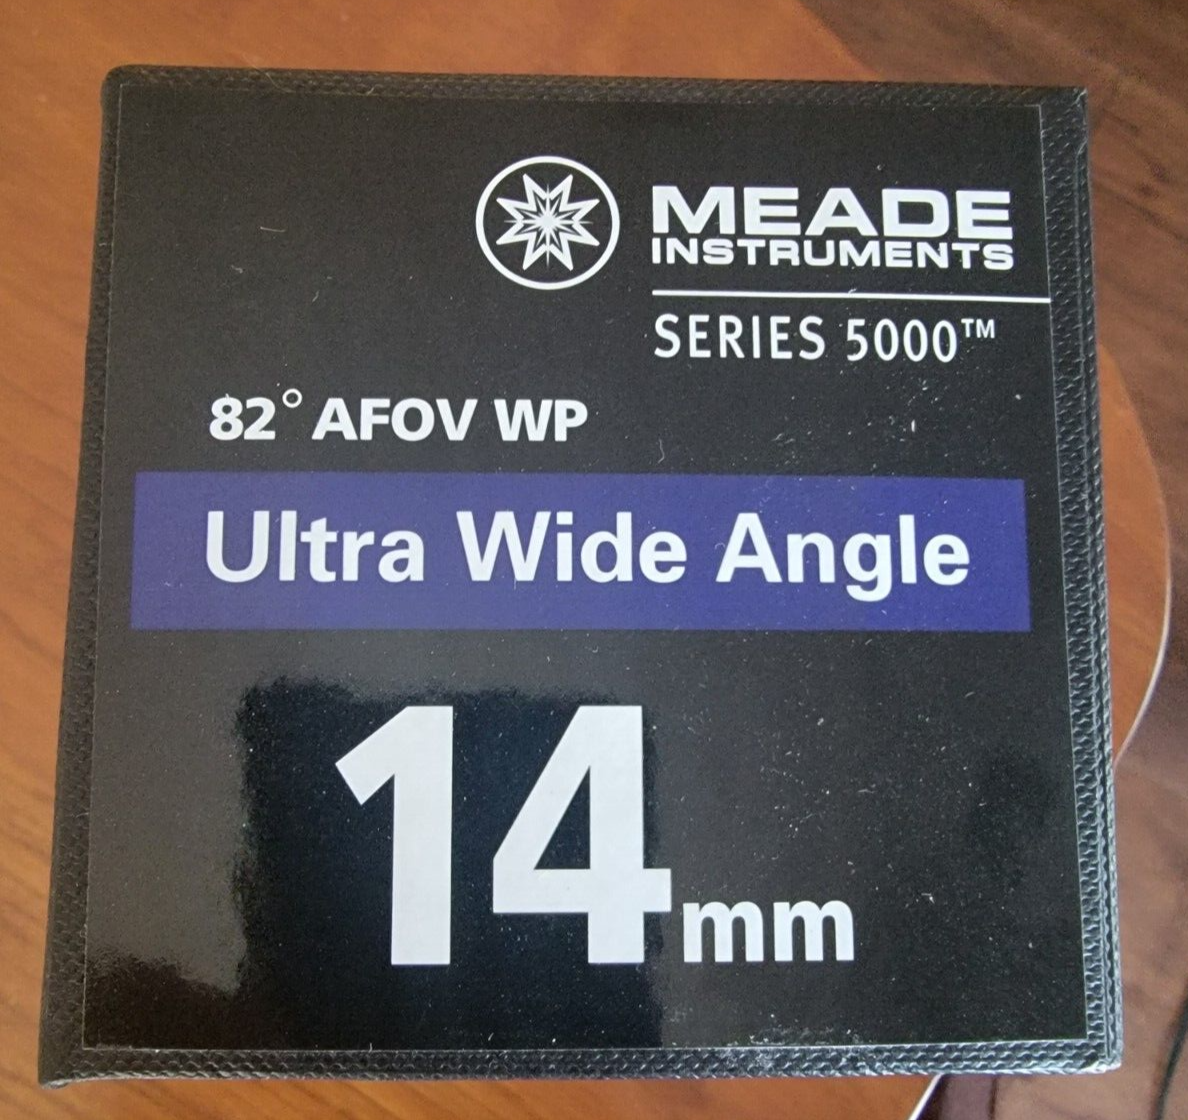 MEADE
INSTRUMENTS
SERIES 5000™
82° AFOV WP
Ultra Wide Angle
14mm